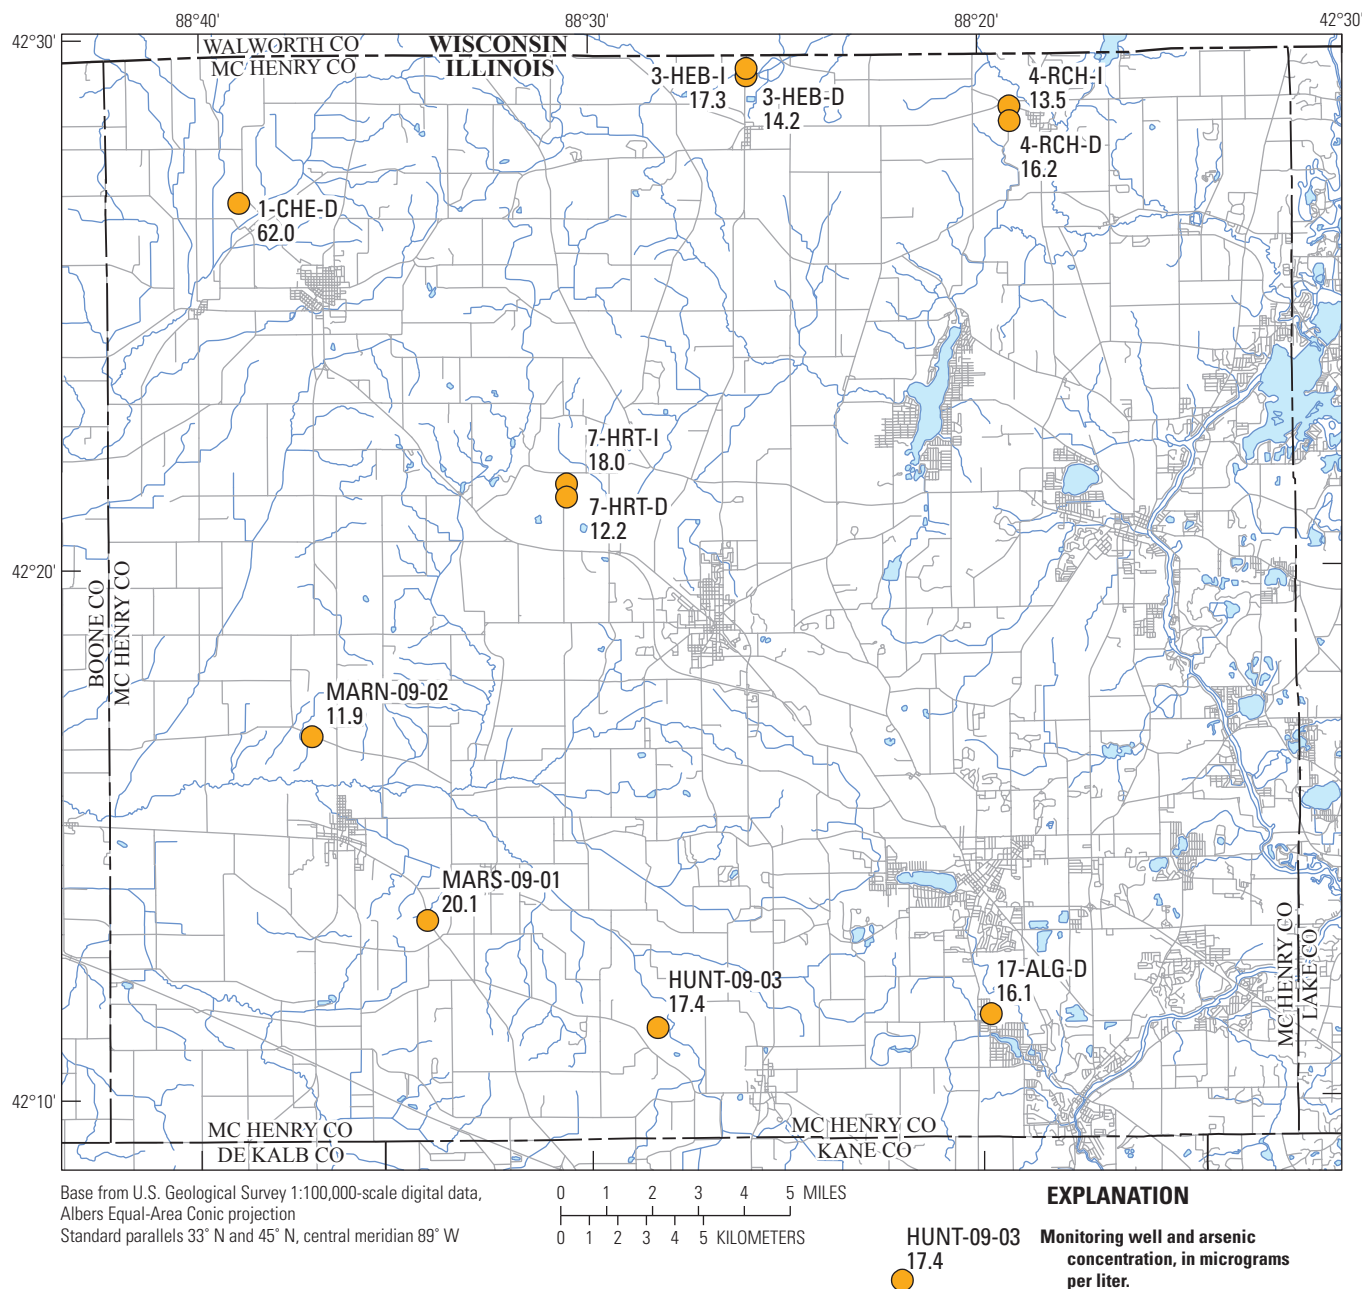 88°40'
88°30'
88°20'
42°30'
42°30'
WALWORTH CO
MC HENRY CO
WISCONSIN
ILLINOIS
3-HEB-I
17.3
3-HEB-D
14.2
4-RCH-I
13.5
4-RCH-D
16.2
1-CHE-D
62.0
7-HRT-I
18.0
7-HRT-D
12.2
42°20'
BOONE CO
MC HENRY CO
MARN-09-02
11.9
MARS-09-01
20.1
HUNT-09-03
17.4
17-ALG-D
16.1
MC HENRY CO
LAKE CO
42°10'
MC HENRY CO
DE KALB CO
MC HENRY CO
KANE CO
Base from U.S. Geological Survey 1:100,000-scale digital data,
Albers Equal-Area Conic projection
Standard parallels 33° N and 45° N, central meridian 89° W
0 1 2 3 4 5 MILES
0 1 2 3 4 5 KILOMETERS
EXPLANATION
HUNT-09-03
17.4
Monitoring well and arsenic
concentration, in micrograms
per liter.